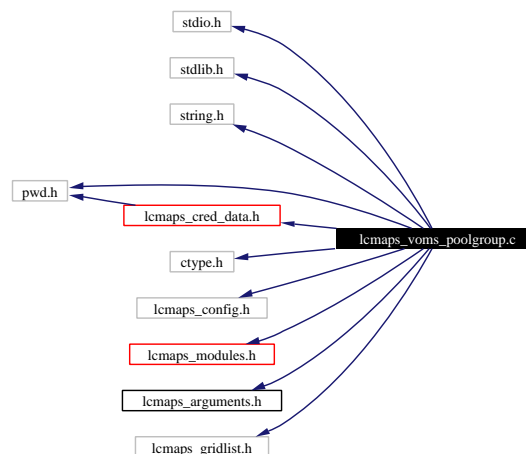 stdio.h
stdlib.h
string.h
pwd.h
lcmaps_cred_data.h
lcmaps_voms_poolgroup.c
ctype.h
lcmaps_config.h
lcmaps_modules.h
lcmaps_arguments.h
lcmaps_gridlist.h